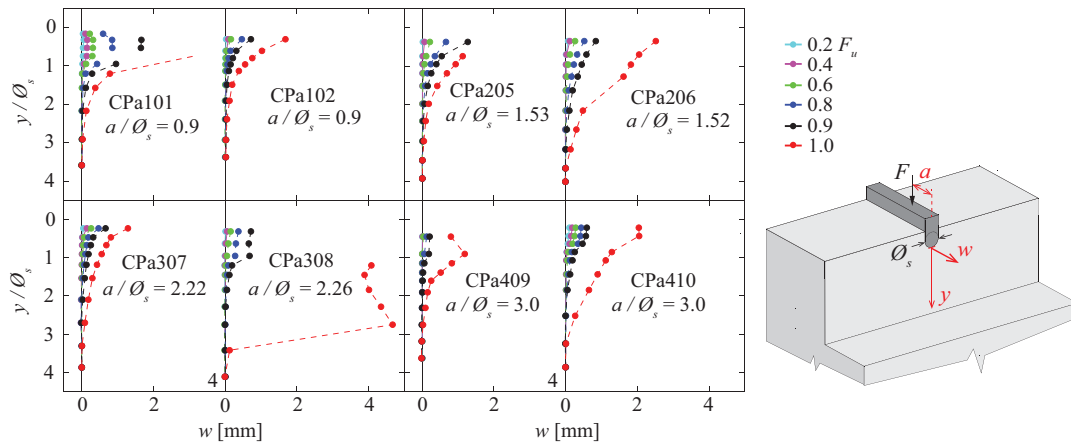 0
1
2
3
4
y / Ø_s
CPa101
a / Ø_s = 0.9
CPa102
a / Ø_s = 0.9
CPa205
a / Ø_s = 1.53
CPa206
a / Ø_s = 1.52
0.2 F_u
0.4
0.6
0.8
0.9
1.0
0
1
2
3
4
y / Ø_s
CPa307
a / Ø_s = 2.22
CPa308
a / Ø_s = 2.26
4
CPa409
a / Ø_s = 3.0
CPa410
a / Ø_s = 3.0
4
0 2 0 2 4
w [mm]
0 2 0 2 4
w [mm]
F
a
Ø_s
w
y